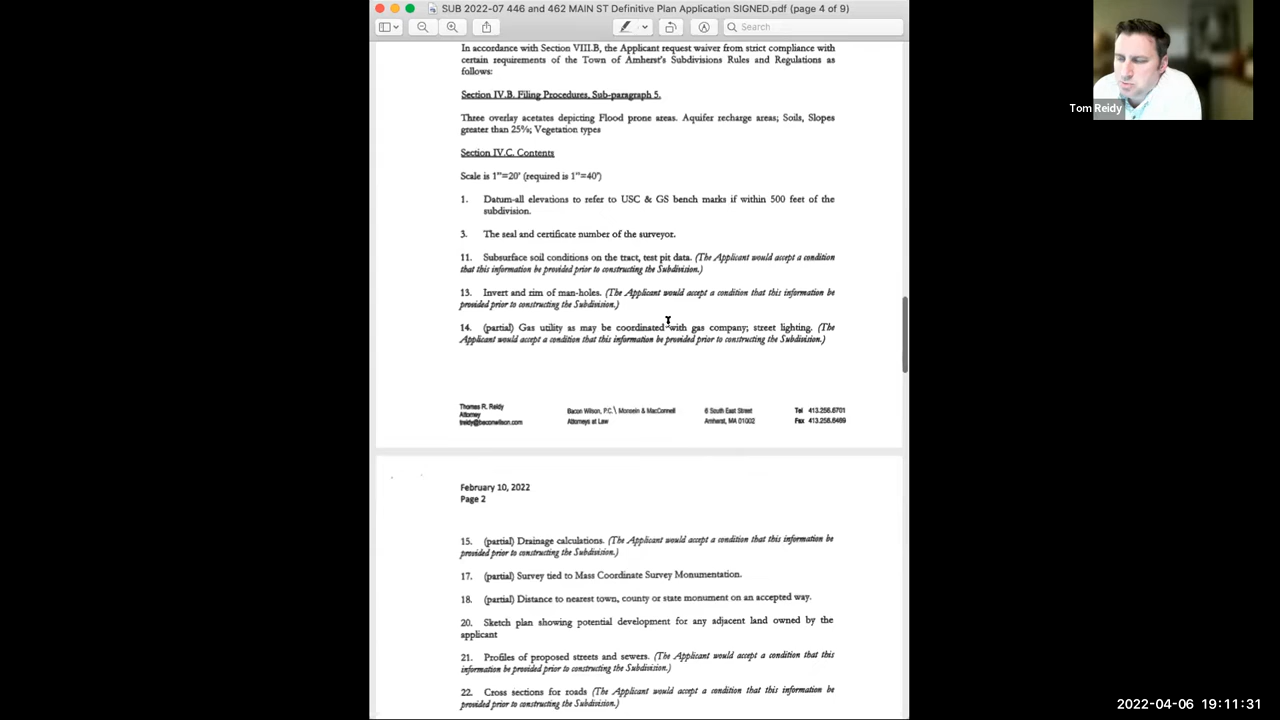 SUB 2022-07 446 and 462 MAIN ST Definitive Plan Application SIGNED.pdf (page 4 of 9)
Search
Tom Reidy
In accordance with Section VIII.B, the Applicant request waiver from strict compliance with
certain requirements of the Town of Amherst's Subdivisions Rules and Regulations as
follows:
Section IV.B. Filing Procedures, Sub-paragraph 5.
Three overlay acetates depicting Flood prone areas. Aquifer recharge areas; Soils, Slopes
greater than 25%; Vegetation types
Section IV.C. Contents
Scale is 1"=20' (required is 1"=40')
1. Datum-all elevations to refer to USC & GS bench marks if within 500 feet of the
subdivision.
3. The seal and certificate number of the surveyor.
11. Subsurface soil conditions on the tract, test pit data. (The Applicant would accept a condition
that this information be provided prior to constructing the Subdivision.)
13. Invert and rim of man-holes. (The Applicant would accept a condition that this information be
provided prior to constructing the Subdivision.)
14. (partial) Gas utility as may be coordinated with gas company; street lighting. (The
Applicant would accept a condition that this information be provided prior to constructing the Subdivision.)
Thomas R. Reidy
Attorney
treidy@baconwilson.com
Bacon Wilson, P.C.\ Monsein & MacConnell
Attorneys at Law
6 South East Street
Amherst, MA 01002
Tel 413.256.6701
Fax 413.256.6469
February 10, 2022
Page 2
15. (partial) Drainage calculations. (The Applicant would accept a condition that this information be
provided prior to constructing the Subdivision.)
17. (partial) Survey tied to Mass Coordinate Survey Monumentation.
18. (partial) Distance to nearest town, county or state monument on an accepted way.
20. Sketch plan showing potential development for any adjacent land owned by the
applicant
21. Profiles of proposed streets and sewers. (The Applicant would accept a condition that this
information be provided prior to constructing the Subdivision.)
22. Cross sections for roads (The Applicant would accept a condition that this information be
provided prior to constructing the Subdivision.)
2022-04-06 19:11:31